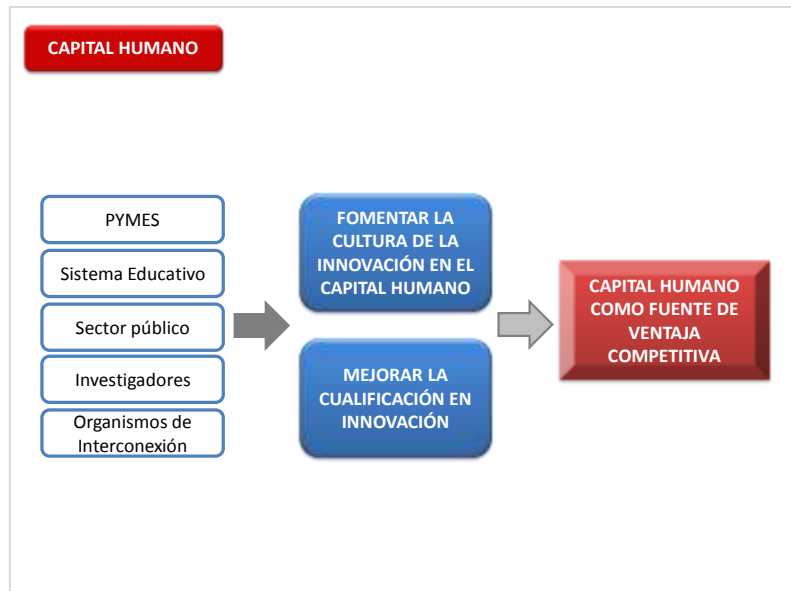 CAPITAL HUMANO
PYMES
Sistema Educativo
Sector público
Investigadores
Organismos de
Interconexión
FOMENTAR LA
CULTURA DE LA
INNOVACIÓN EN EL
CAPITAL HUMANO
MEJORAR LA
CUALIFICACIÓN EN
INNOVACIÓN
CAPITAL HUMANO
COMO FUENTE DE
VENTAJA
COMPETITIVA